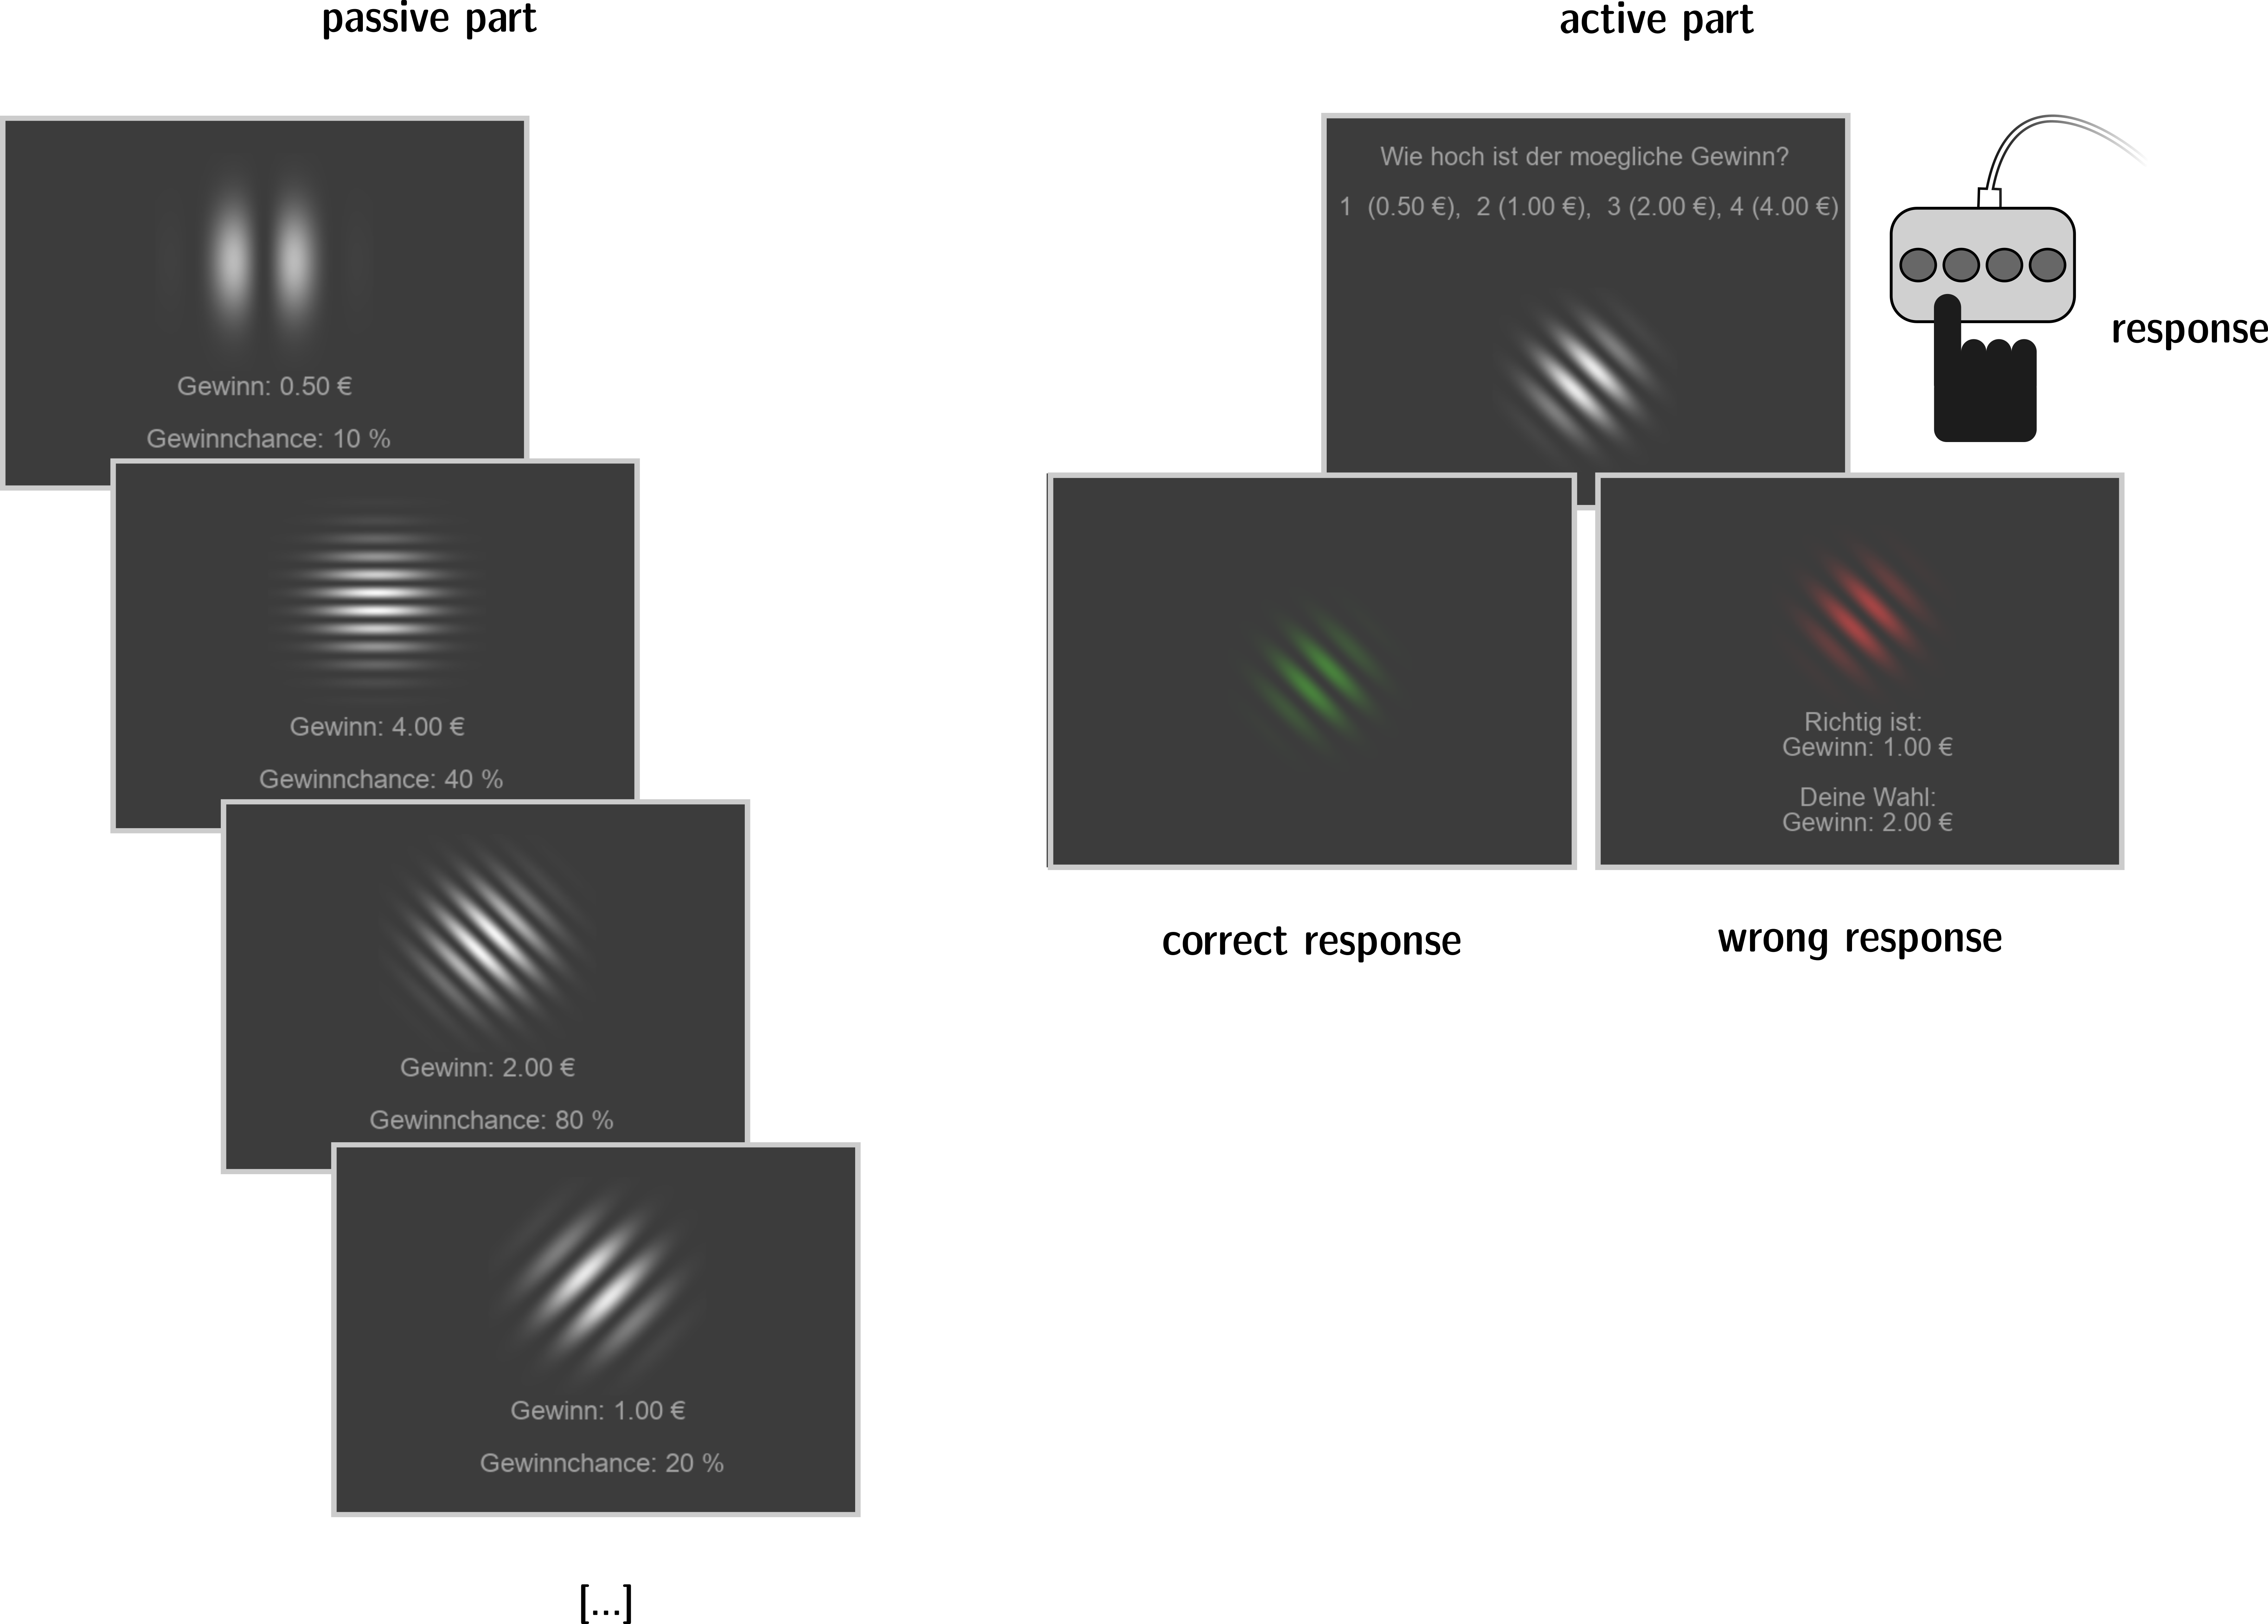 passive part
Gewinn: 0.50 €
Gewinnchance: 10 %
Gewinn: 4.00 €
Gewinnchance: 40 %
Gewinn: 2.00 €
Gewinnchance: 80 %
Gewinn: 1.00 €
Gewinnchance: 20 %
[...]
active part
Wie hoch ist der moegliche Gewinn?
1 (0.50 €), 2 (1.00 €), 3 (2.00 €), 4 (4.00 €)
response
correct response
Richtig ist:
Gewinn: 1.00 €
Deine Wahl:
Gewinn: 2.00 €
wrong response